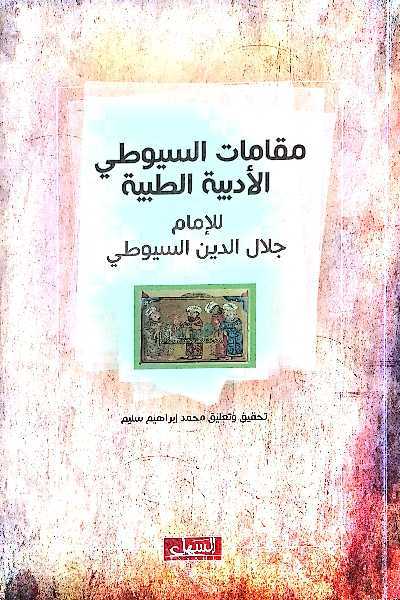 مقامات السيوطي
الأدبية الطبية
للإمام
جلال الدين السيوطي
تحقيق وتعليق محمد إبراهيم سليم